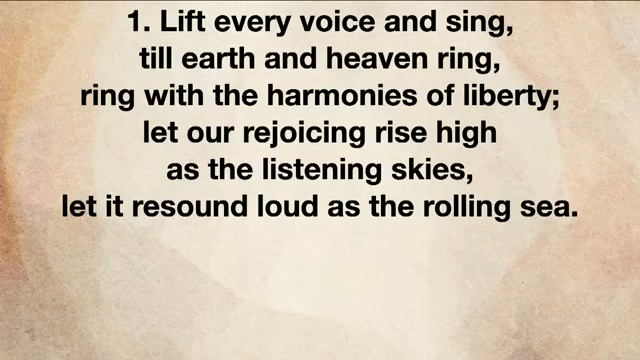 1. Lift every voice and sing,
till earth and heaven ring,
ring with the harmonies of liberty;
let our rejoicing rise high
as the listening skies,
let it resound loud as the rolling sea.